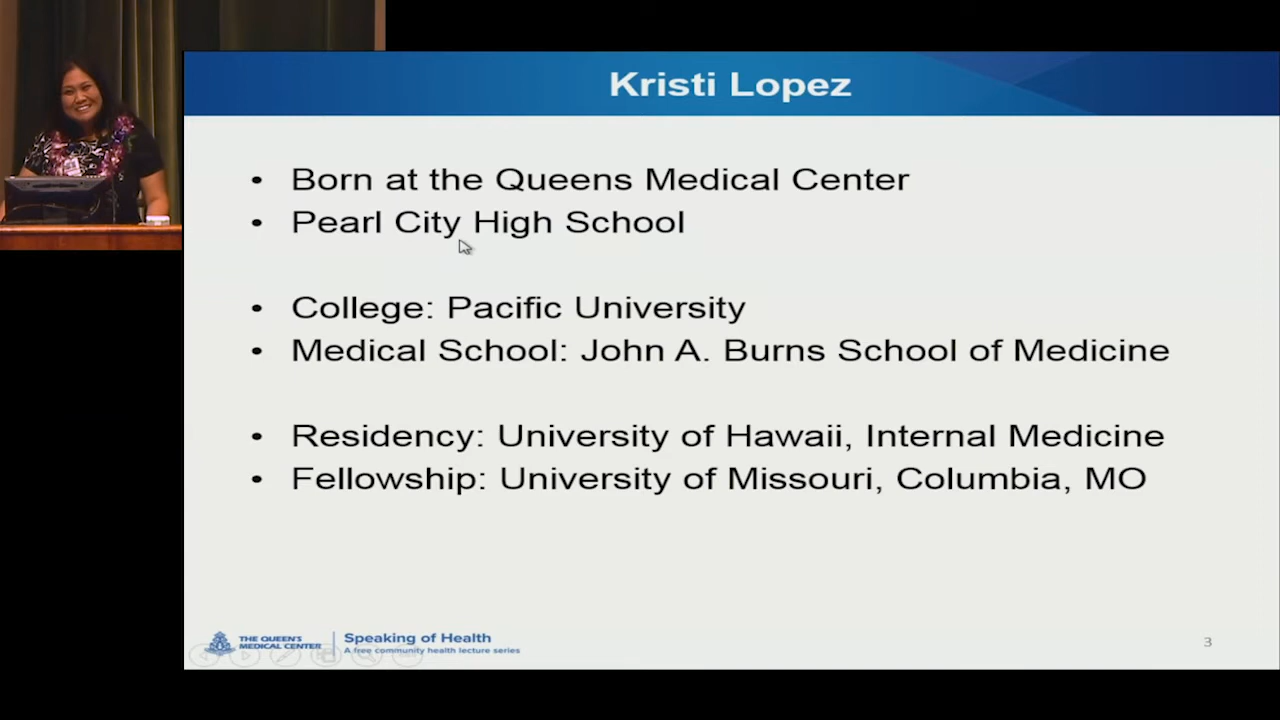 Kristi Lopez
• Born at the Queens Medical Center
• Pearl City High School
• College: Pacific University
• Medical School: John A. Burns School of Medicine
• Residency: University of Hawaii, Internal Medicine
• Fellowship: University of Missouri, Columbia, MO
THE QUEEN'S
MEDICAL CENTER
Speaking of Health
A free community health lecture series
3